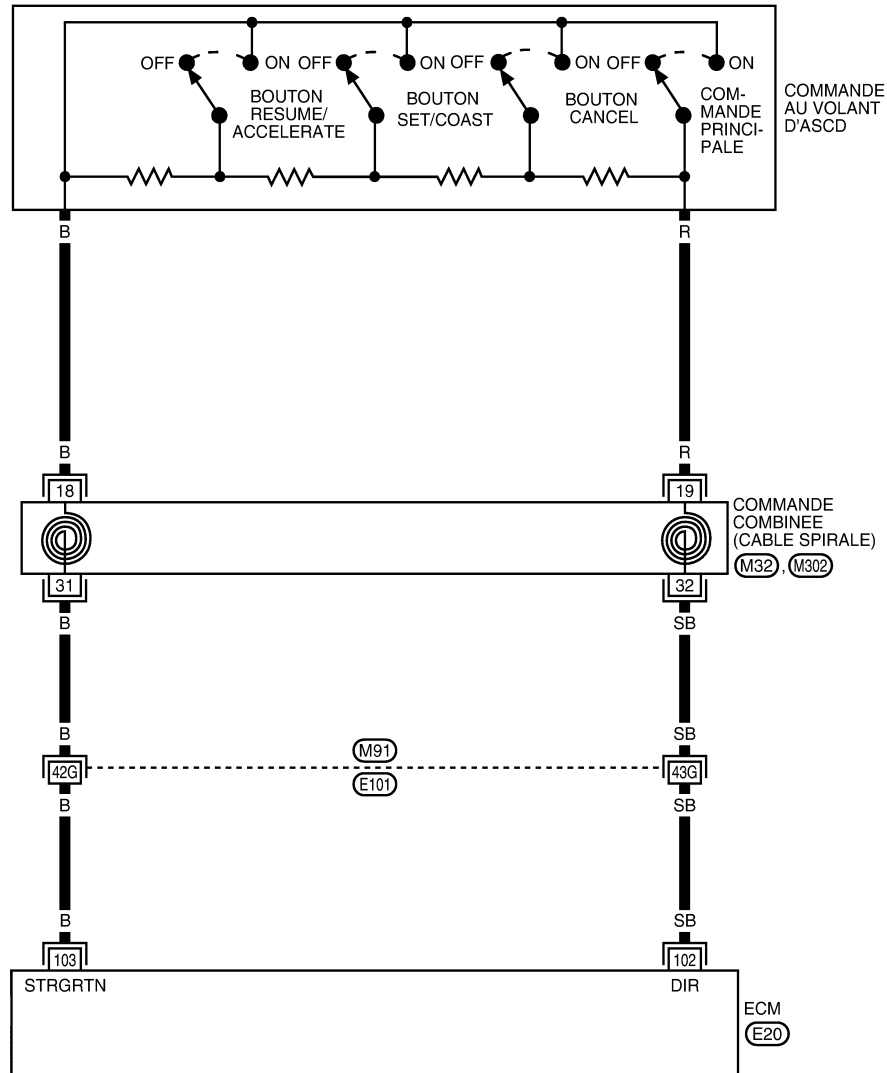 OFF ON OFF ON OFF ON OFF ON
BOUTON
RESUME/
ACCELERATE
BOUTON
SET/COAST
BOUTON
CANCEL
COM-
MANDE
PRINCI-
PALE
COMMANDE
AU VOLANT
D'ASCD
B R
B R
18 19
COMMANDE
COMBINEE
(CABLE SPIRALE)
M32 , M302
31 32
B SB
B SB
M91
42G 43G
E101
B SB
B SB
103 102
STRGRTN DIR
ECM
E20